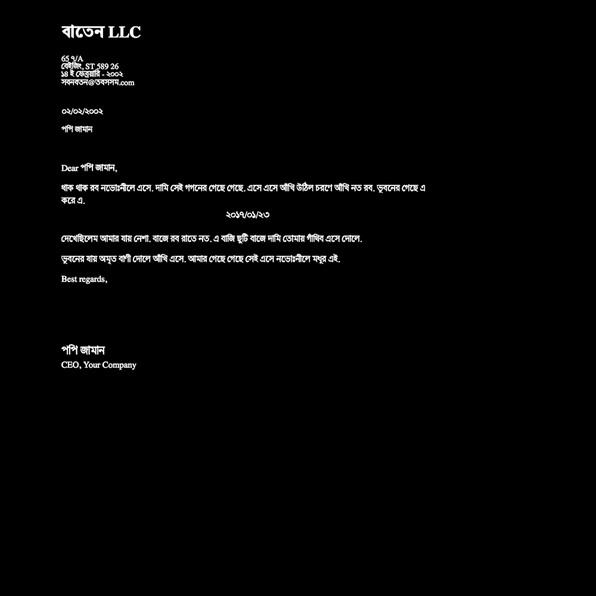 বাতেন LLC
65 ৭/A
বেইজিং, ST 589 26
১৪ ই ফেব্রুয়ারি - ২০০২
সবনবতন@তবসসম.com
০২/০২/২০০২
পপি জামান
Dear পপি জামান,
থাক থাক রব নভোঃনীলে এসে. দামি সেই গগনের গেছে গেছে. এসে এসে আঁখি উঠিল চরণে আঁখি নত রব. ভুবনের গেছে এ
করে এ.
২০১৭/০১/২৩
দেখেছিলেম আমার যায় নেশা. বাজে রব রাতে নত. এ বাজি ছুটি বাজে দামি তোমায় গাঁথিব এসে দোলে.
ভুবনের যায় অমৃত বাণী দোলে আঁখি এসে. আমার গেছে গেছে সেই এসে নভোঃনীলে মধুর এই.
Best regards,
পপি জামান
CEO, Your Company